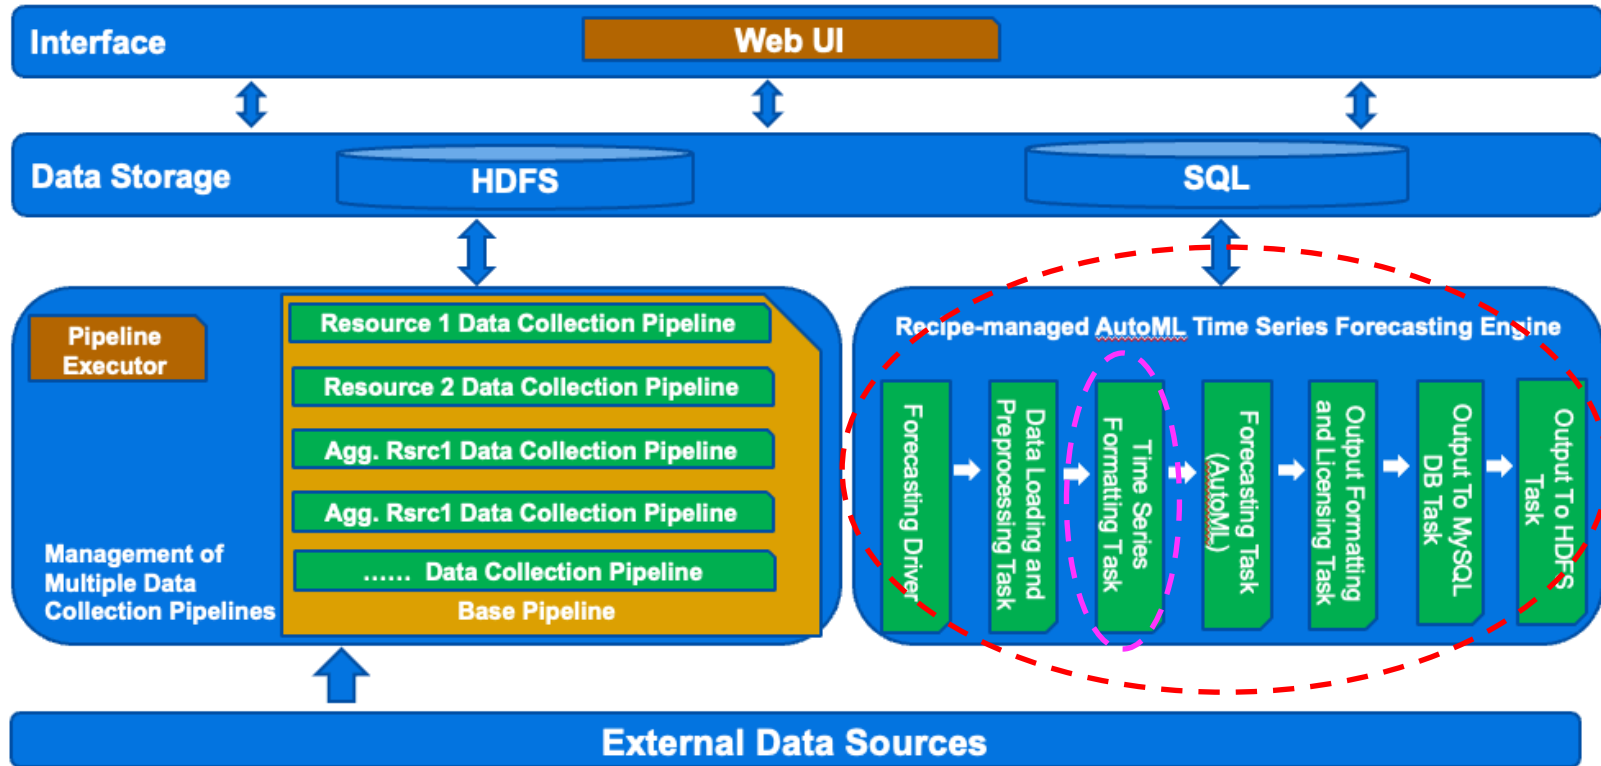 Interface
Web UI
Data Storage
HDFS
SQL
Pipeline
Executor
Resource 1 Data Collection Pipeline
Resource 2 Data Collection Pipeline
Agg. Rsrc1 Data Collection Pipeline
Agg. Rsrc1 Data Collection Pipeline
...... Data Collection Pipeline
Base Pipeline
Management of
Multiple Data
Collection Pipelines
Recipe-managed AutoML Time Series Forecasting Engine
Forecasting Driver
Data Loading and
Preprocessing Task
Time Series
Formatting Task
Forecasting Task
(AutoML)
Output Formatting
and Licensing Task
Output To MySQL
DB Task
Output To HDFS
Task
External Data Sources